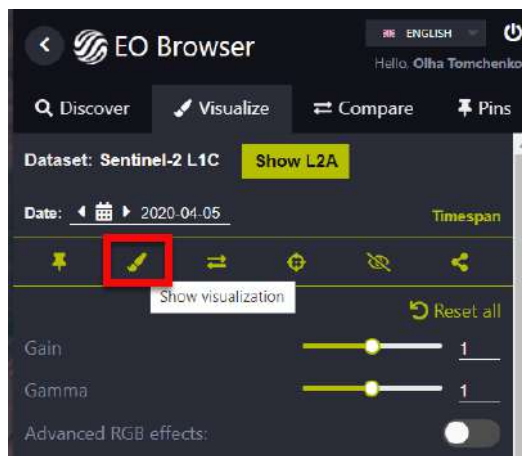 EO Browser
ENGLISH
Hello, Olha Tomchenko
Discover Visualize Compare Pins
Dataset: Sentinel-2 L1C Show L2A
Date: 2020-04-05 Timespan
Show visualization
Reset all
Gain 1
Gamma 1
Advanced RGB effects: